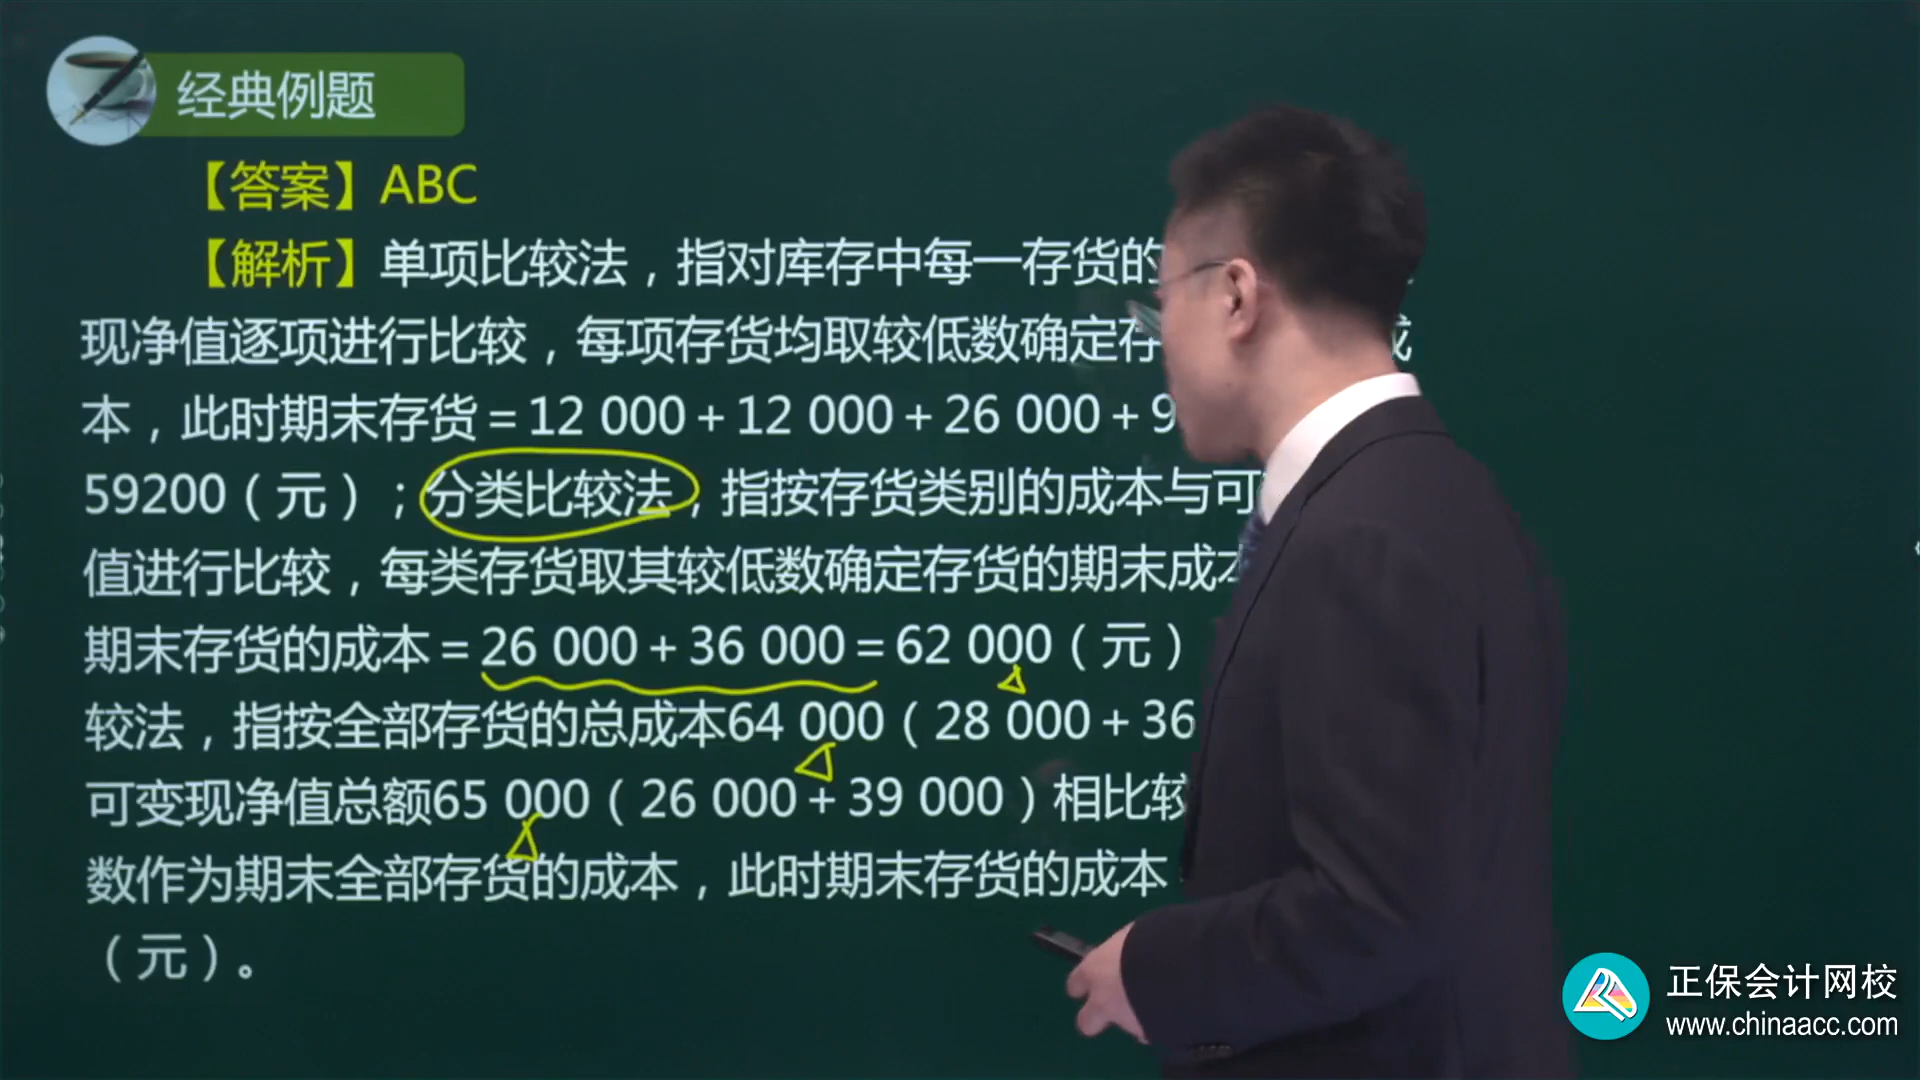 经典例题
【答案】ABC
【解析】单项比较法，指对库存中每一存货的
现净值逐项进行比较，每项存货均取较低数确定存
本，此时期末存货＝12 000＋12 000＋26 000＋9
59200（元）；分类比较法，指按存货类别的成本与可
值进行比较，每类存货取其较低数确定存货的期末成本
期末存货的成本＝26 000＋36 000＝62 000（元）
较法，指按全部存货的总成本64 000（28 000＋36
可变现净值总额65 000（26 000＋39 000）相比较
数作为期末全部存货的成本，此时期末存货的成本
（元）。
正保会计网校
www.chinaacc.com